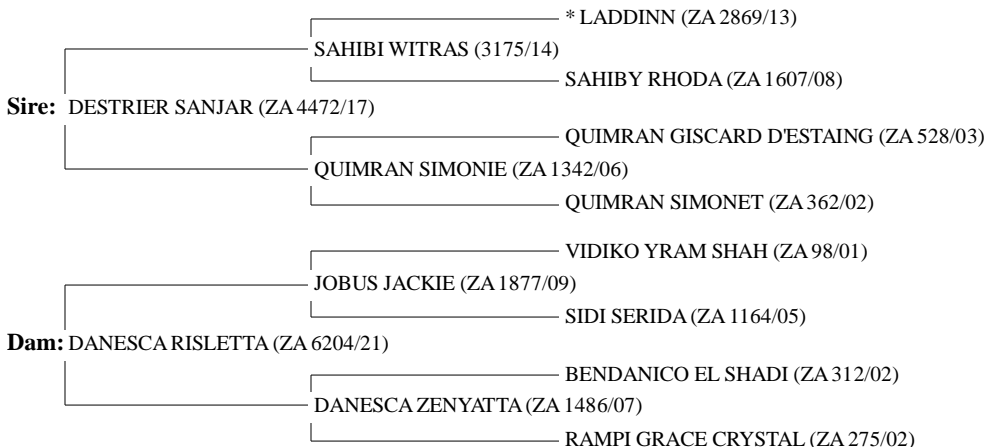 * LADDINN (ZA 2869/13)
SAHIBI WITRAS (3175/14)
SAHIBY RHODA (ZA 1607/08)
Sire: DESTRIER SANJAR (ZA 4472/17)
QUIMRAN GISCARD D'ESTAING (ZA 528/03)
QUIMRAN SIMONIE (ZA 1342/06)
QUIMRAN SIMONET (ZA 362/02)
VIDIKO YRAM SHAH (ZA 98/01)
JOBUS JACKIE (ZA 1877/09)
SIDI SERIDA (ZA 1164/05)
Dam: DANESCA RISLETTA (ZA 6204/21)
BENDANICO EL SHADI (ZA 312/02)
DANESCA ZENYATTA (ZA 1486/07)
RAMPI GRACE CRYSTAL (ZA 275/02)